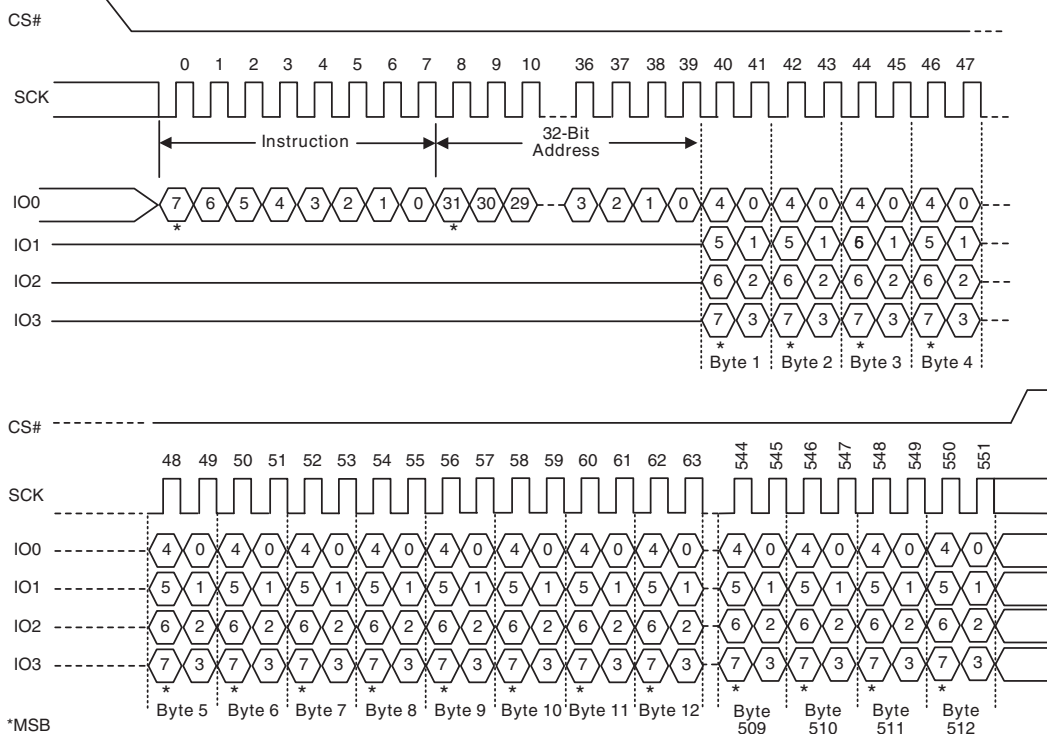 CS#
0 1 2 3 4 5 6 7 8 9 10 36 37 38 39 40 41 42 43 44 45 46 47
SCK
Instruction
32-Bit
Address
IO0 7 6 5 4 3 2 1 0 31 30 29 3 2 1 0 4 0 4 0 4 0 4 0
* *
IO1 5 1 5 1 6 1 5 1
IO2 6 2 6 2 6 2 6 2
IO3 7 3 7 3 7 3 7 3
* * * *
Byte 1 Byte 2 Byte 3 Byte 4
CS#
48 49 50 51 52 53 54 55 56 57 58 59 60 61 62 63 544 545 546 547 548 549 550 551
SCK
IO0 4 0 4 0 4 0 4 0 4 0 4 0 4 0 4 0 4 0 4 0 4 0 4 0
IO1 5 1 5 1 5 1 5 1 5 1 5 1 5 1 5 1 5 1 5 1 5 1 5 1
IO2 6 2 6 2 6 2 6 2 6 2 6 2 6 2 6 2 6 2 6 2 6 2 6 2
IO3 7 3 7 3 7 3 7 3 7 3 7 3 7 3 7 3 7 3 7 3 7 3 7 3
* * * * * * * * * * * *
Byte 5 Byte 6 Byte 7 Byte 8 Byte 9 Byte 10 Byte 11 Byte 12 Byte Byte Byte Byte
509 510 511 512
*MSB